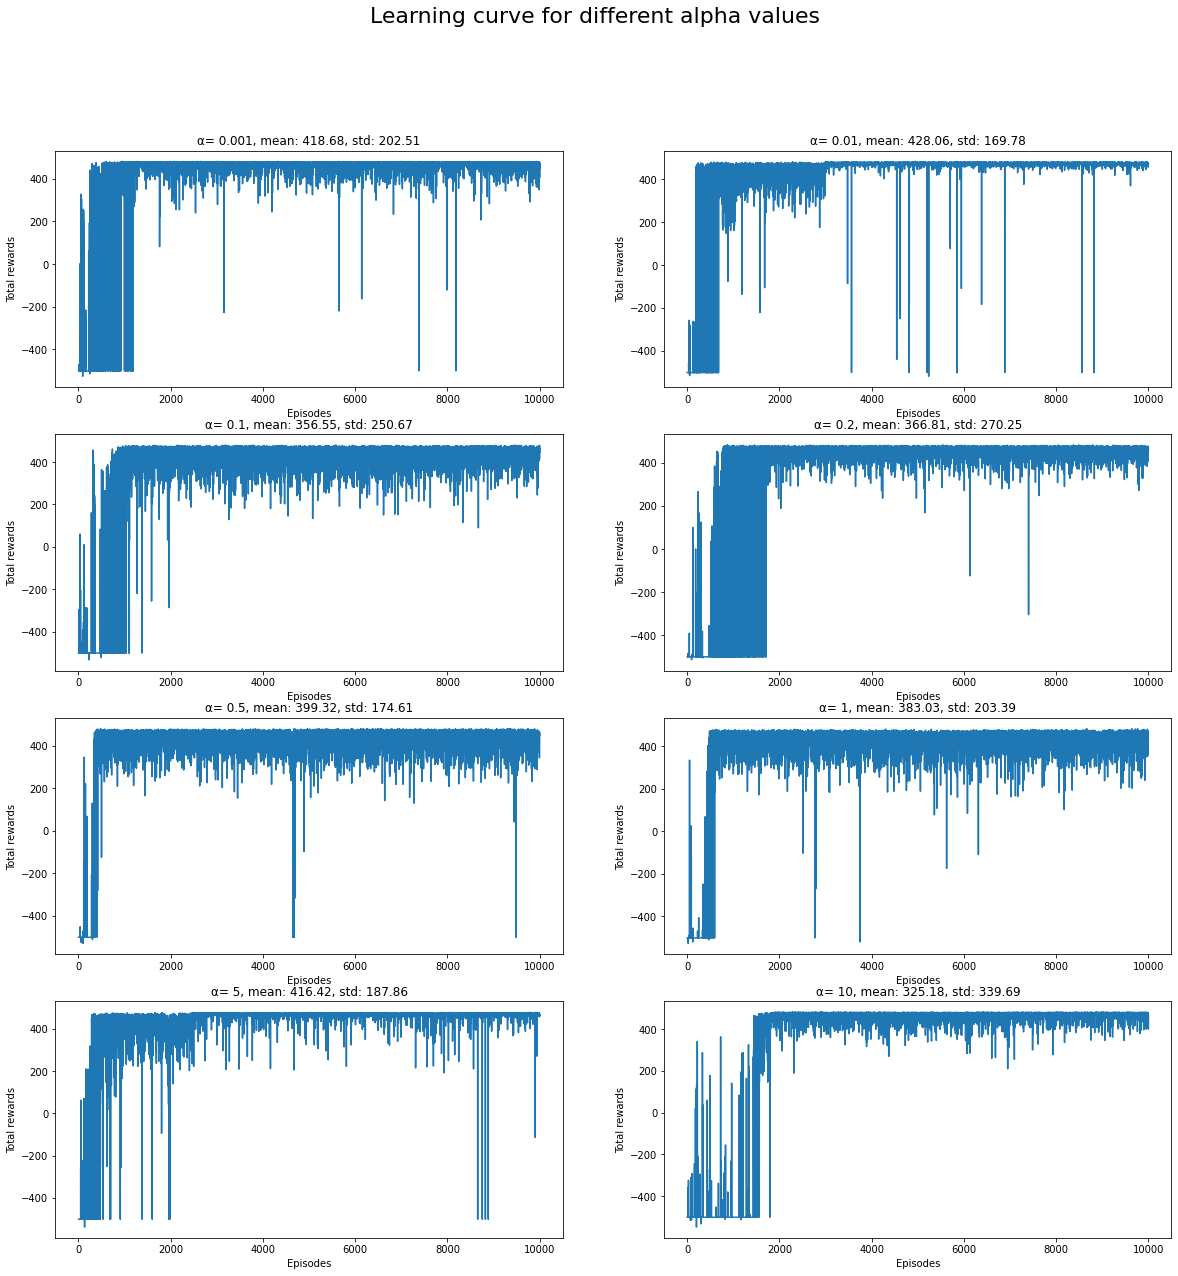 Learning curve for different alpha values
α= 0.001, mean: 418.68, std: 202.51
Total rewards
400
200
0
−200
−400
0 2000 4000 6000 8000 10000
Episodes
α= 0.01, mean: 428.06, std: 169.78
Total rewards
400
200
0
−200
−400
0 2000 4000 6000 8000 10000
Episodes
α= 0.1, mean: 356.55, std: 250.67
Total rewards
400
200
0
−200
−400
0 2000 4000 6000 8000 10000
Episodes
α= 0.2, mean: 366.81, std: 270.25
Total rewards
400
200
0
−200
−400
0 2000 4000 6000 8000 10000
Episodes
α= 0.5, mean: 399.32, std: 174.61
Total rewards
400
200
0
−200
−400
0 2000 4000 6000 8000 10000
Episodes
α= 1, mean: 383.03, std: 203.39
Total rewards
400
200
0
−200
−400
0 2000 4000 6000 8000 10000
Episodes
α= 5, mean: 416.42, std: 187.86
Total rewards
400
200
0
−200
−400
0 2000 4000 6000 8000 10000
Episodes
α= 10, mean: 325.18, std: 339.69
Total rewards
400
200
0
−200
−400
0 2000 4000 6000 8000 10000
Episodes